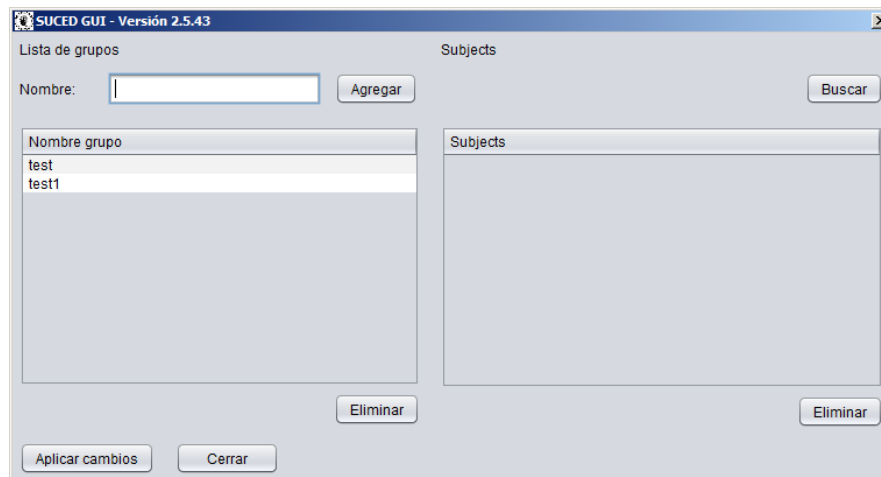 SUCED GUI - Versión 2.5.43
Lista de grupos
Subjects
Nombre:
Agregar
Buscar
Nombre grupo
Subjects
test
test1
Eliminar
Eliminar
Aplicar cambios
Cerrar